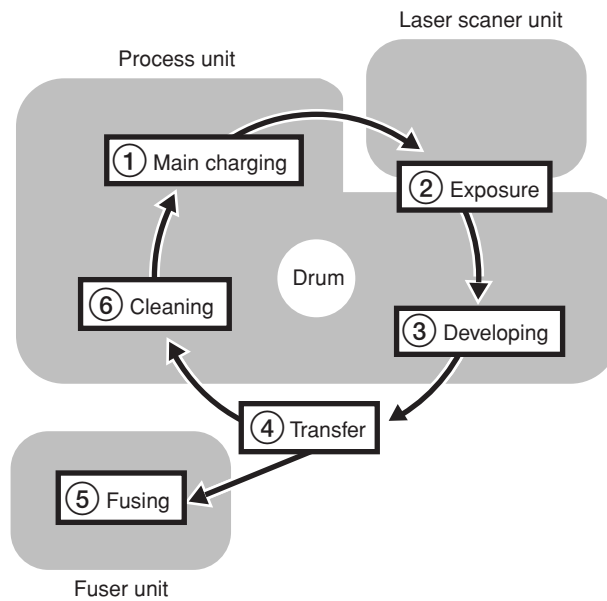 Laser scaner unit
Process unit
① Main charging
② Exposure
Drum
⑥ Cleaning
③ Developing
④ Transfer
⑤ Fusing
Fuser unit